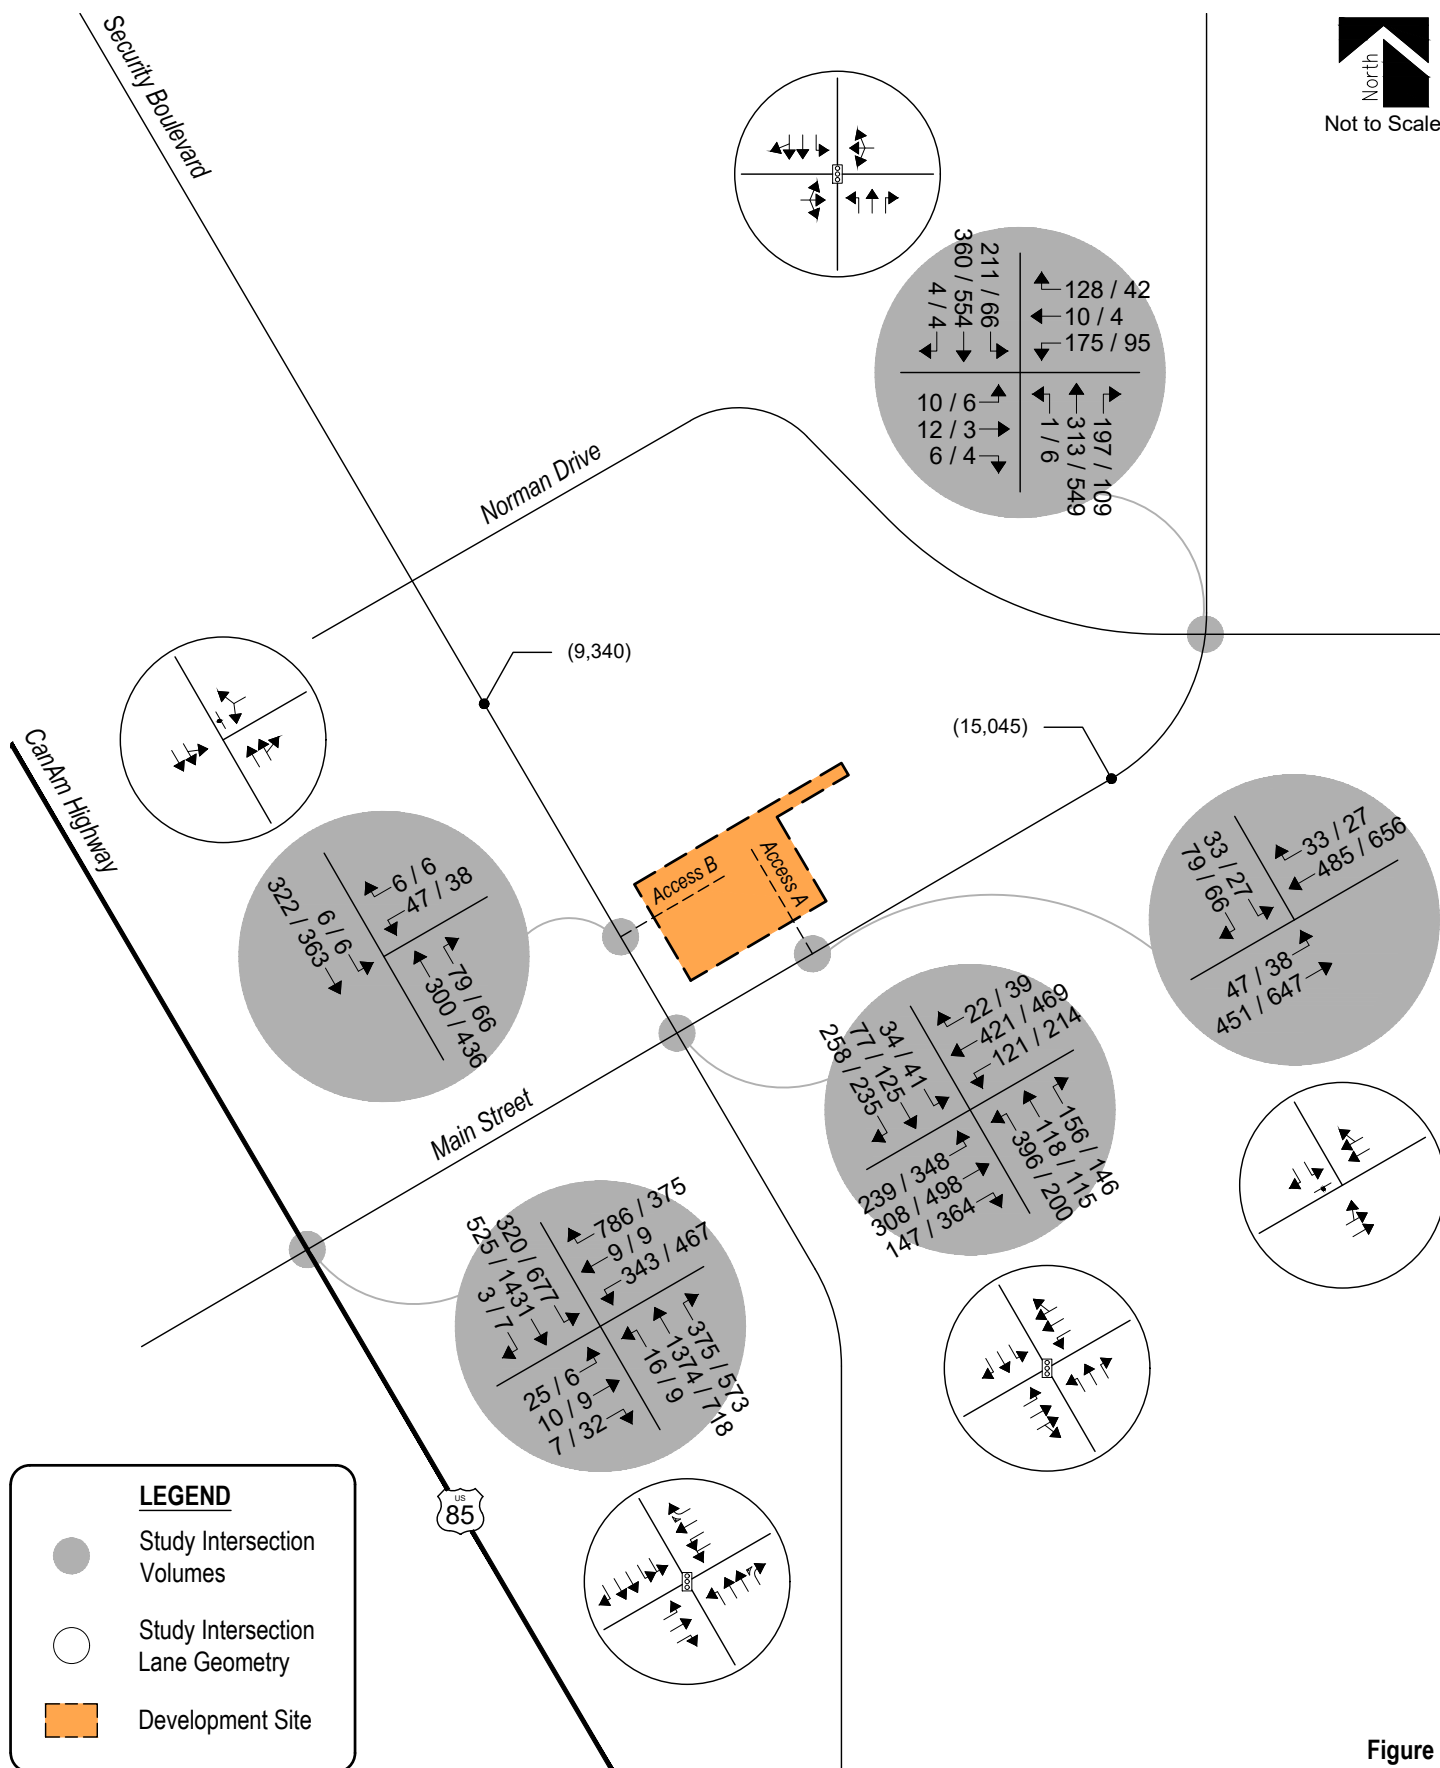 Security Boulevard
North
Not to Scale
211 / 66
360 / 554
4 / 4
128 / 42
10 / 4
175 / 95
10 / 6
12 / 3
6 / 4
1 / 6
313 / 549
197 / 109
Norman Drive
(9,340)
(15,045)
CanAm Highway
Access B
Access A
6 / 6
47 / 38
6 / 6
322 / 363
79 / 66
300 / 436
33 / 27
485 / 656
33 / 27
79 / 66
47 / 38
451 / 647
22 / 39
421 / 469
121 / 214
34 / 41
77 / 125
258 / 235
239 / 348
308 / 498
147 / 364
156 / 146
118 / 115
396 / 200
Main Street
786 / 375
9 / 9
343 / 467
320 / 677
525 / 1431
3 / 7
25 / 6
10 / 9
7 / 32
375 / 573
1374 / 718
16 / 9
US
85
LEGEND
Study Intersection
Volumes
Study Intersection
Lane Geometry
Development Site
Figure